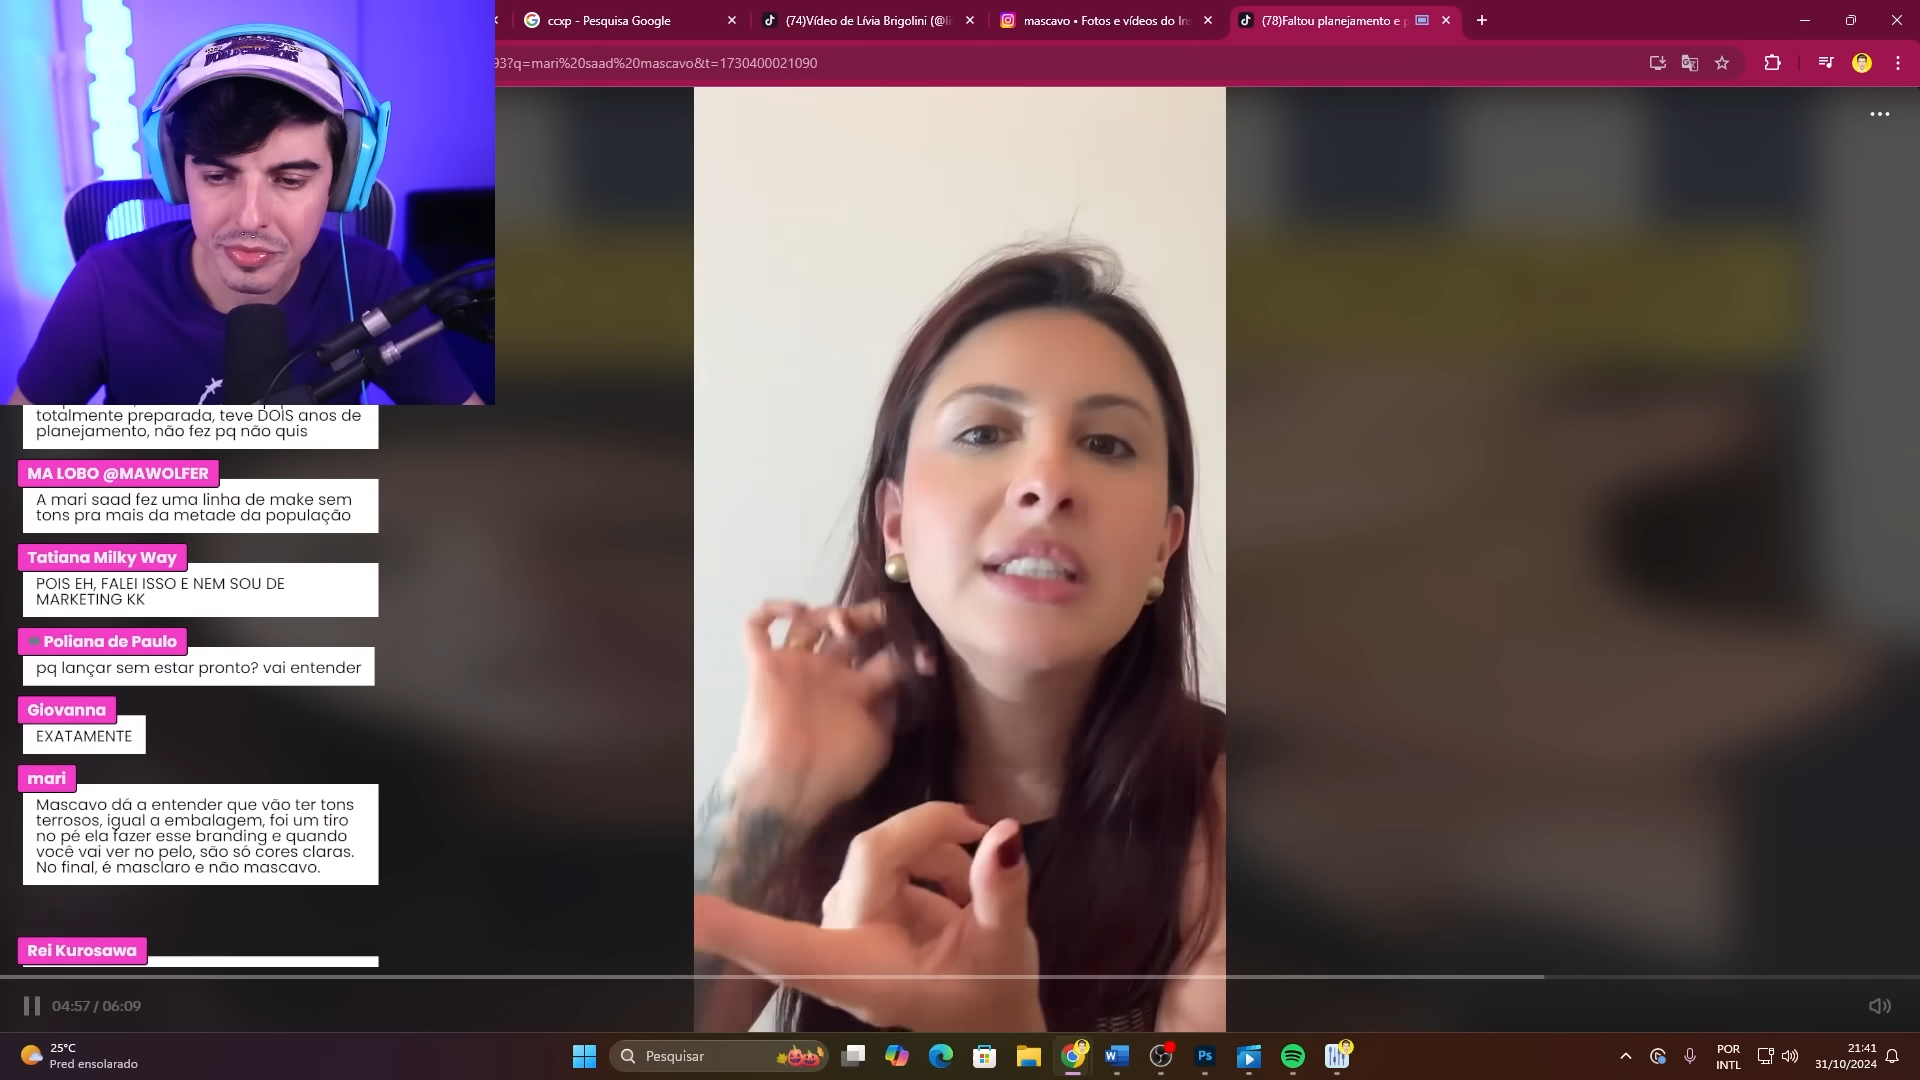 ccxp - Pesquisa Google
(74)Vídeo de Lívia Brigolini (@li
mascavo • Fotos e vídeos do In
(78)Faltou planejamento e p
93?q=mari%20saad%20mascavo&t=1730400021090
totalmente preparada, teve DOIS anos de
planejamento, não fez pq não quis
MA LOBO @MAWOLFER
A mari saad fez uma linha de make sem
tons pra mais da metade da população
Tatiana Milky Way
POIS EH, FALEI ISSO E NEM SOU DE
MARKETING KK
Poliana de Paulo
pq lançar sem estar pronto? vai entender
Giovanna
EXATAMENTE
mari
Mascavo dá a entender que vão ter tons
terrosos, igual a embalagem, foi um tiro
no pé ela fazer esse branding e quando
você vai ver no pelo, são só cores claras.
No final, é masclaro e não mascavo.
Rei Kurosawa
04:57 / 06:09
25°C
Pred ensolarado
Pesquisar
W
Ps
POR
INTL
21:41
31/10/2024